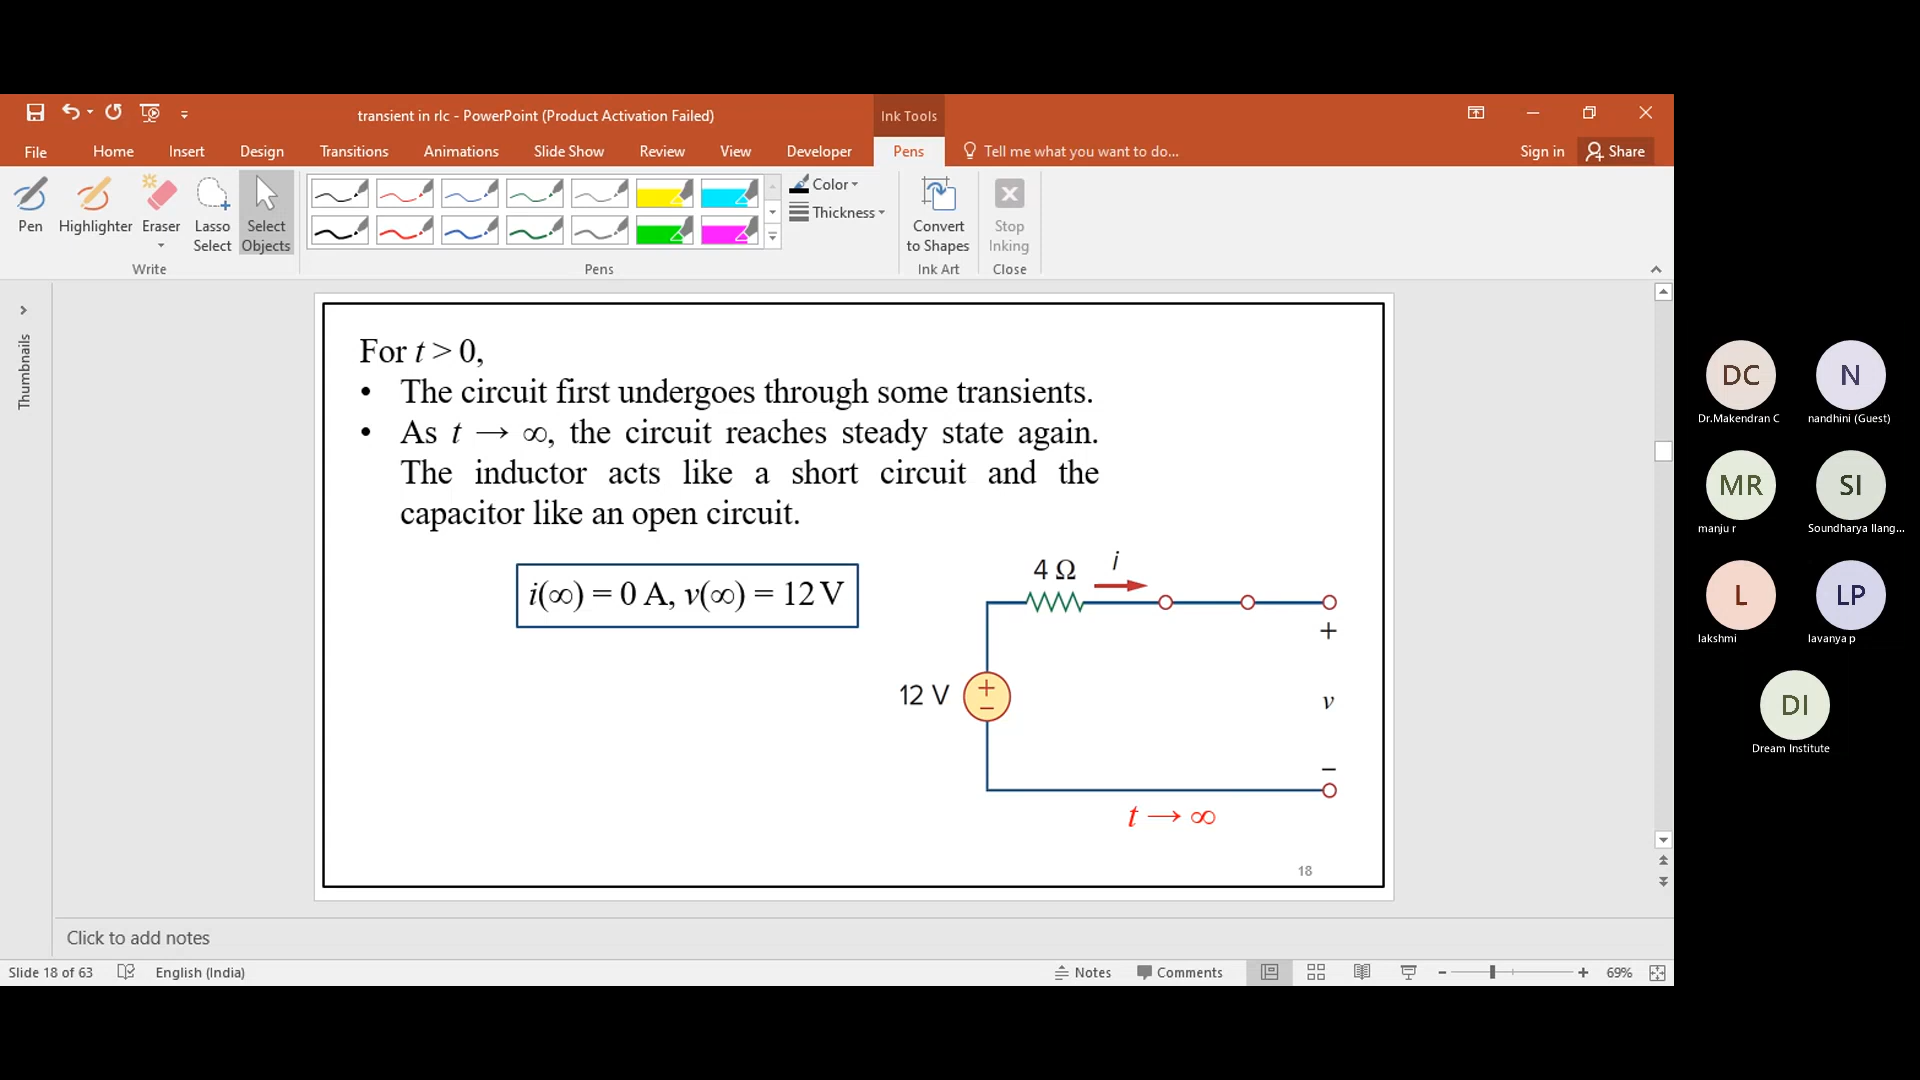 transient in rlc - PowerPoint (Product Activation Failed)
Ink Tools
File
Home
Insert
Design
Transitions
Animations
Slide Show
Review
View
Developer
Pens
Tell me what you want to do...
Sign in
Share
Pen
Highlighter
Eraser
Lasso
Select
Select
Objects
Write
Pens
Color
Thickness
Convert
to Shapes
Ink Art
Stop
Inking
Close
Thumbnails
For t > 0,
• The circuit first undergoes through some transients.
• As t → ∞, the circuit reaches steady state again.
The inductor acts like a short circuit and the
capacitor like an open circuit.
i(∞) = 0 A, v(∞) = 12 V
4 Ω
i
+
12 V
+
−
v
−
t → ∞
18
Click to add notes
Slide 18 of 63
English (India)
Notes
Comments
69%
DC
Dr.Makendran C
N
nandhini (Guest)
MR
manju r
SI
Soundharya Ilang...
L
lakshmi
LP
lavanya p
DI
Dream Institute